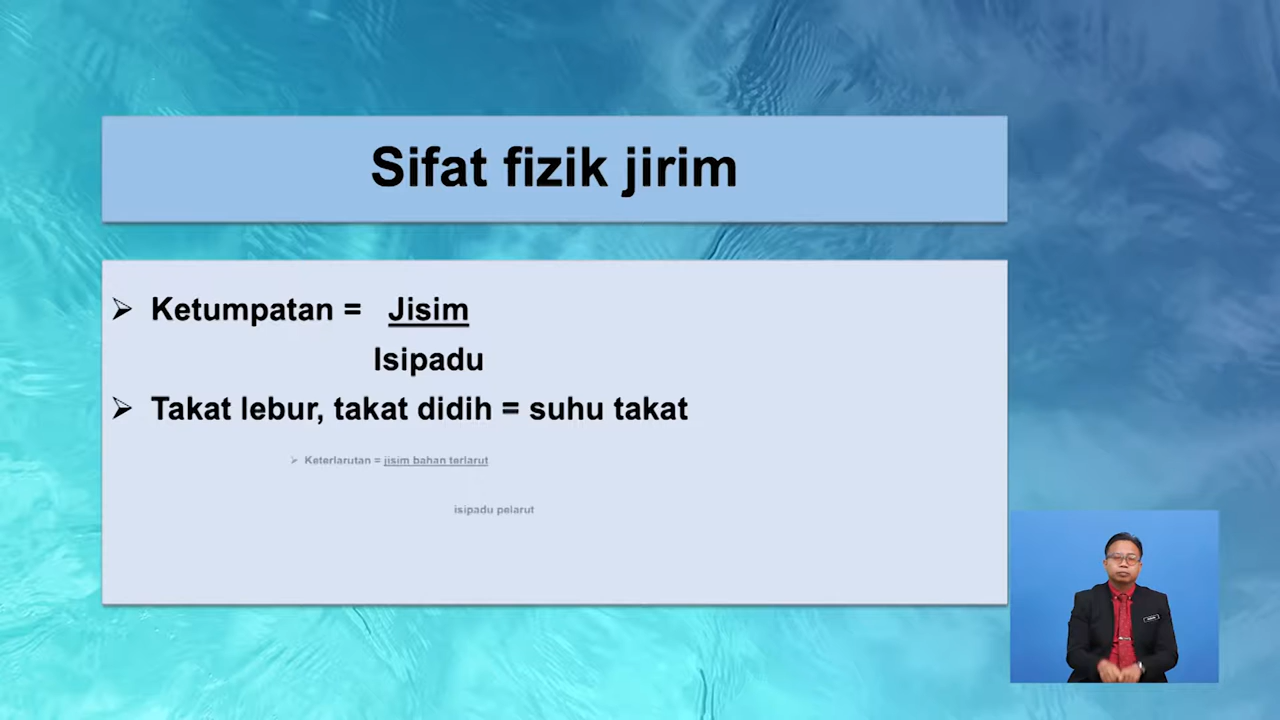 Sifat fizik jirim
➢ Ketumpatan = Jisim
Isipadu
➢ Takat lebur, takat didih = suhu takat
➢ Keterlarutan = jisim bahan terlarut
isipadu pelarut